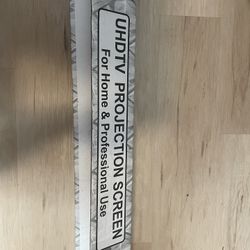 UHDTV PROJECTION SCREEN
For Home & Professional Use